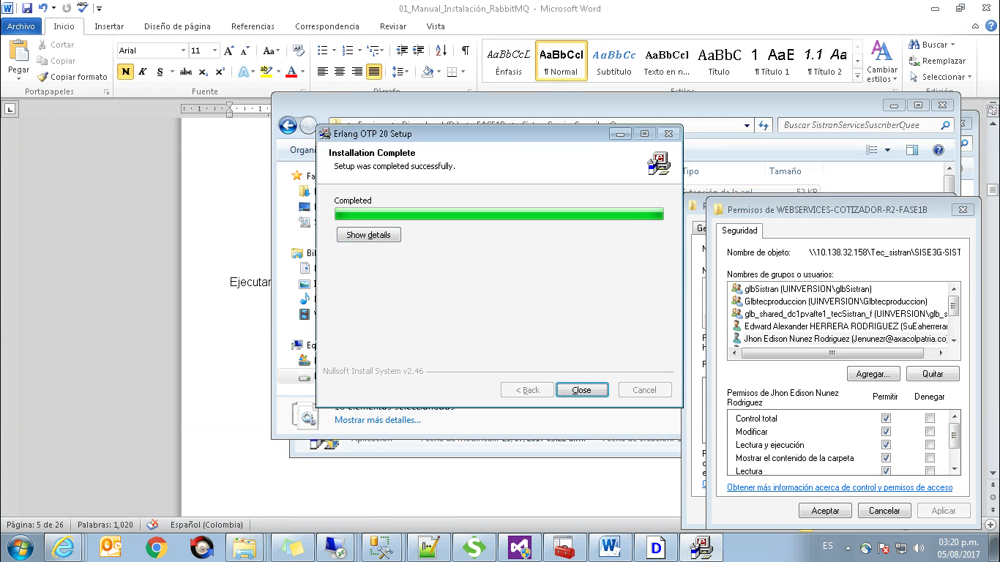 01_Manual_Instalación_RabbitMQ - Microsoft Word
Archivo Inicio Insertar Diseño de página Referencias Correspondencia Revisar Vista
Pegar
Cortar
Copiar
Copiar formato
Portapapeles
Arial 11
N K S abc x₂ x² A ab A
Fuente
Párrafo
AaBbCcL AaBbCcI AaBbCc AaBbCcI AaBbC 1 AaE 1.1 Aa
Énfasis ¶ Normal Subtítulo Texto en n... Título ¶ Título 1 ¶ Título 2
Cambiar estilos
Estilos
Buscar
Reemplazar
Seleccionar
Edición
Buscar SistranServiceSuscriberQuee
Organi
Tipo Tamaño
52 KB
Fa
Bil
Eq
Ejecutar
Erlang OTP 20 Setup
Installation Complete
Setup was completed successfully.
Completed
Show details
Nullsoft Install System v2.46
< Back Close Cancel
Mostrar más detalles...
Permisos de WEBSERVICES-COTIZADOR-R2-FASE1B
Seguridad
Nombre de objeto: \\10.138.32.158\Tec_sistran\SISE3G-SIST
Nombres de grupos o usuarios:
glbSistran (UINVERSION\glbSistran)
Glbtecproduccion (UINVERSION\Glbtecproduccion)
glb_shared_dc1pvafte1_tecSistran_f (UINVERSION\glb_s
Edward Alexander HERRERA RODRIGUEZ (SuEaherreran
Jhon Edison Nunez Rodriguez (Jenunezr@axacolpatria.co
Agregar... Quitar
Permisos de Jhon Edison Nunez Rodriguez Permitir Denegar
Control total
Modificar
Lectura y ejecución
Mostrar el contenido de la carpeta
Lectura
Obtener más información acerca de control y permisos de acceso
Aceptar Cancelar Aplicar
Página: 5 de 26 Palabras: 1,020 Español (Colombia)
ES
03:20 p.m.
05/08/2017